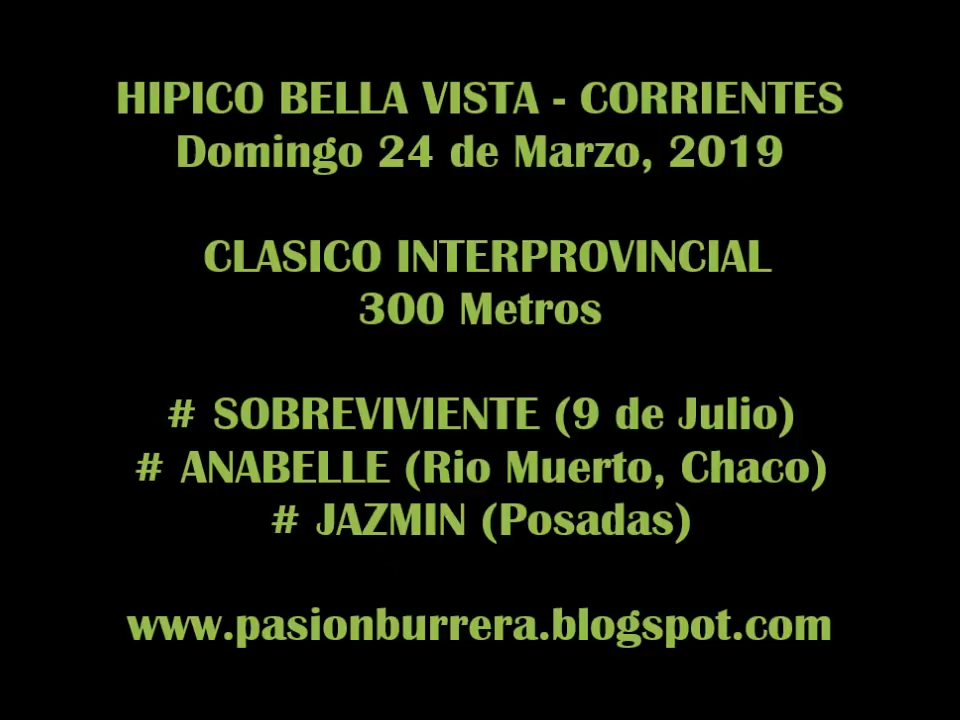 HIPICO BELLA VISTA - CORRIENTES
Domingo 24 de Marzo, 2019
CLASICO INTERPROVINCIAL
300 Metros
# SOBREVIVIENTE (9 de Julio)
# ANABELLE (Rio Muerto, Chaco)
# JAZMIN (Posadas)
www.pasionburrera.blogspot.com